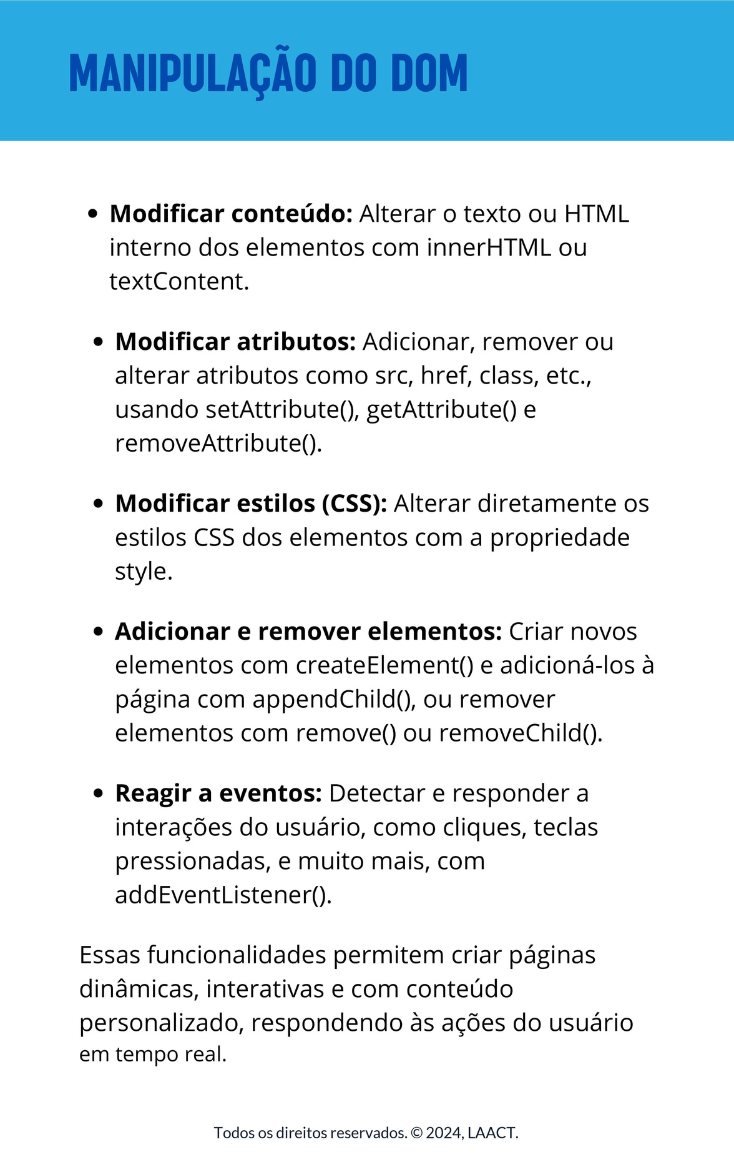 MANIPULAÇÃO DO DOM
• Modificar conteúdo: Alterar o texto ou HTML
interno dos elementos com innerHTML ou
textContent.
• Modificar atributos: Adicionar, remover ou
alterar atributos como src, href, class, etc.,
usando setAttribute(), getAttribute() e
removeAttribute().
• Modificar estilos (CSS): Alterar diretamente os
estilos CSS dos elementos com a propriedade
style.
• Adicionar e remover elementos: Criar novos
elementos com createElement() e adicioná-los à
página com appendChild(), ou remover
elementos com remove() ou removeChild().
• Reagir a eventos: Detectar e responder a
interações do usuário, como cliques, teclas
pressionadas, e muito mais, com
addEventListener().
Essas funcionalidades permitem criar páginas
dinâmicas, interativas e com conteúdo
personalizado, respondendo às ações do usuário
em tempo real.
Todos os direitos reservados. © 2024, LAACT.